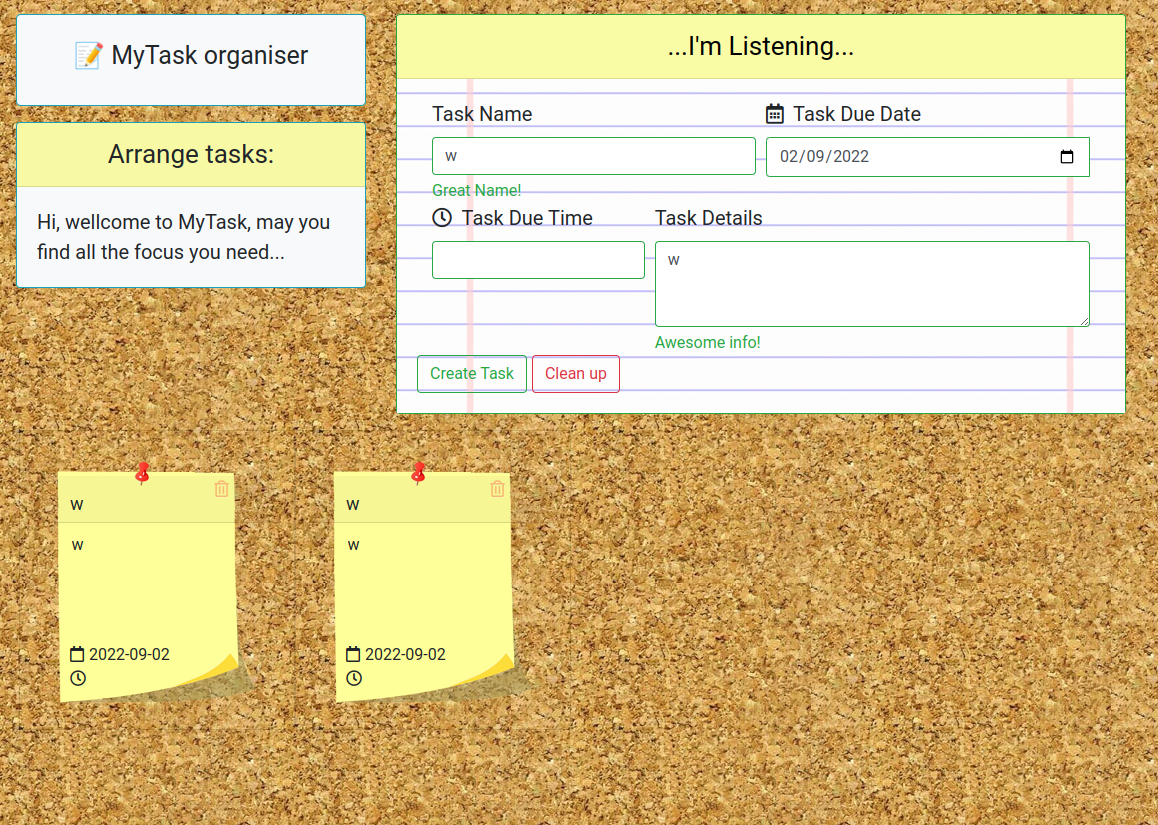 📝 MyTask organiser
Arrange tasks:
Hi, wellcome to MyTask, may you
find all the focus you need...
...I'm Listening...
Task Name
Task Due Date
w
02/09/2022
Great Name!
Task Due Time
Task Details
w
Awesome info!
Create Task
Clean up
w
w
2022-09-02
w
w
2022-09-02